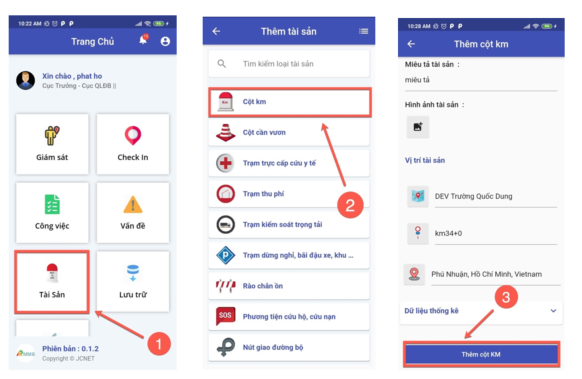 10:22 AM
96
Trang Chủ
Xin chào , phat ho
Cục Trưởng - Cục QLĐB ||
Giám sát
Check In
Công việc
Vấn đề
Tài Sản
Lưu trữ
1
Phiên bản : 0.1.2
Copyright © JCNET
Thêm tài sản
Tìm kiếm loại tài sản
Km
Cột km
Cột cần vươn
Trạm trực cấp cứu y tế
2
Trạm thu phí
Trạm kiểm soát trọng tải
P
Trạm dừng nghỉ, bãi đậu xe, khu ...
Rào chắn ồn
SOS
Phương tiện cứu hộ, cứu nạn
Nút giao đường bộ
10:28 AM
Thêm cột km
Miêu tả tài sản :
miêu tả
Hình ảnh tài sản :
Vị trí tài sản
DEV Trường Quốc Dung
km34+0
Phú Nhuận, Hồ Chí Minh, Vietnam
3
Dữ liệu thống kê
Thêm cột KM